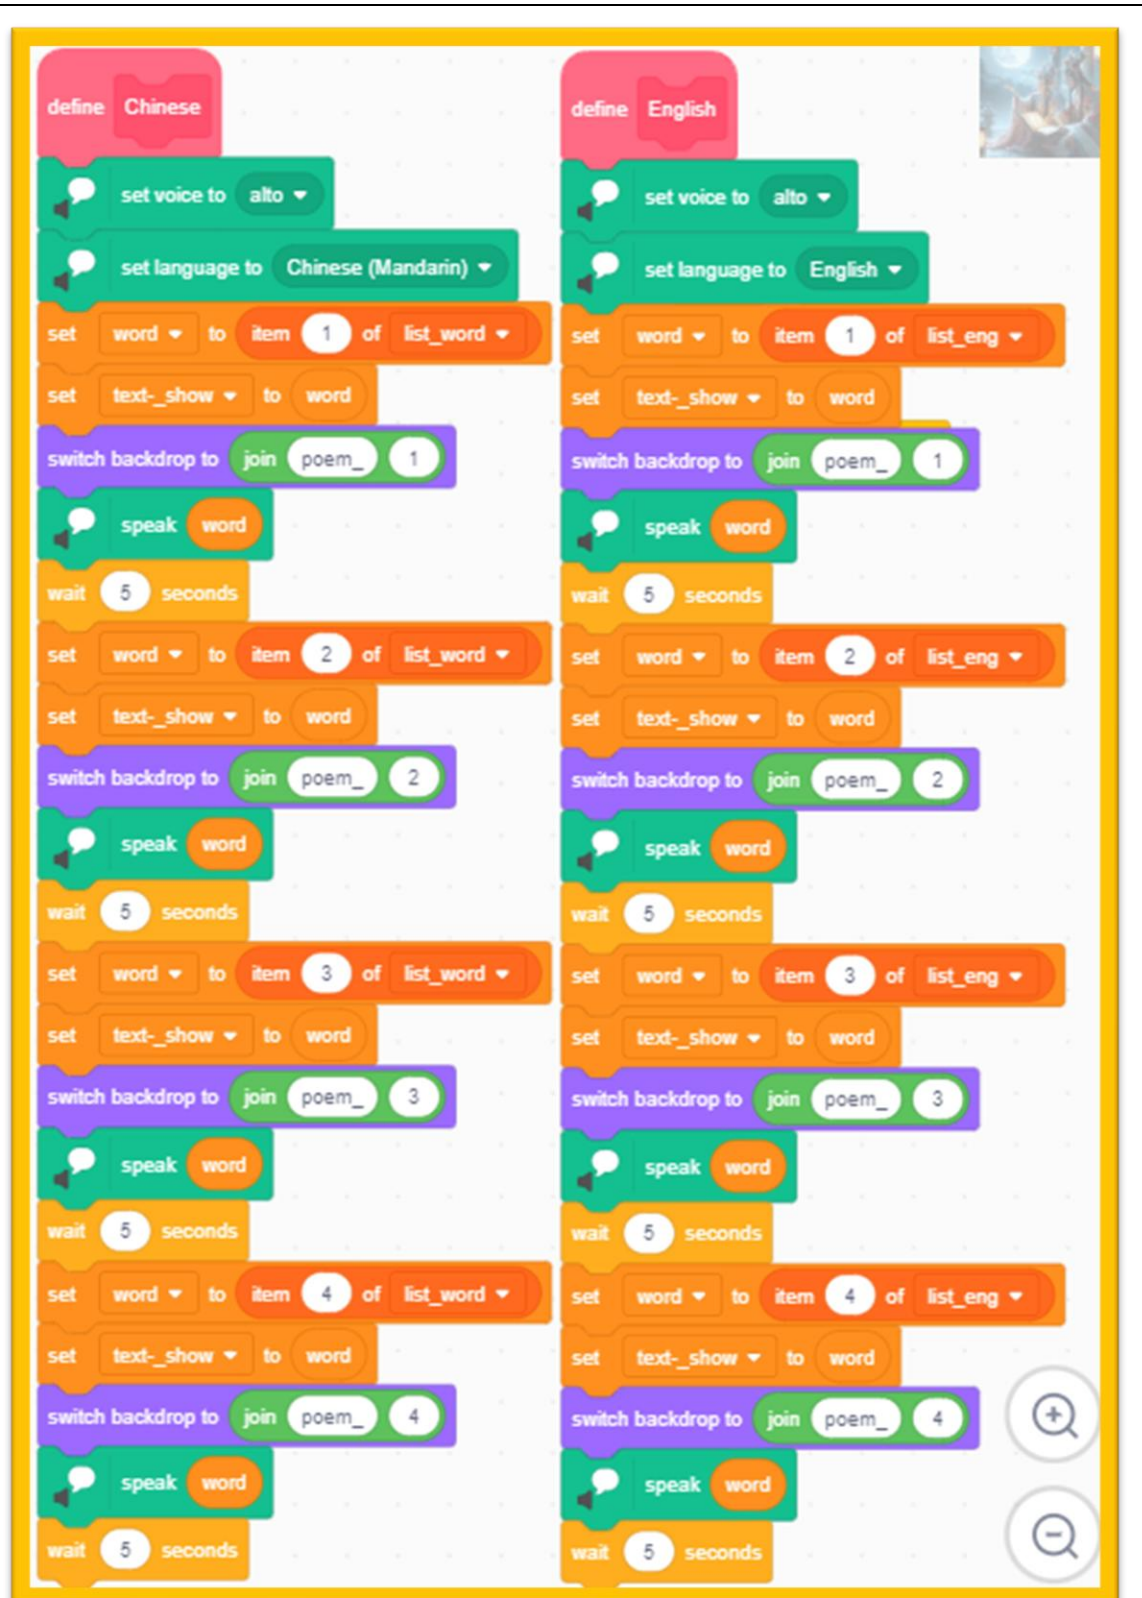 define Chinese
set voice to alto
set language to Chinese (Mandarin)
set word to item 1 of list_word
set text-_show to word
switch backdrop to join poem_ 1
speak word
wait 5 seconds
set word to item 2 of list_word
set text-_show to word
switch backdrop to join poem_ 2
speak word
wait 5 seconds
set word to item 3 of list_word
set text-_show to word
switch backdrop to join poem_ 3
speak word
wait 5 seconds
set word to item 4 of list_word
set text-_show to word
switch backdrop to join poem_ 4
speak word
wait 5 seconds
define English
set voice to alto
set language to English
set word to item 1 of list_eng
set text-_show to word
switch backdrop to join poem_ 1
speak word
wait 5 seconds
set word to item 2 of list_eng
set text-_show to word
switch backdrop to join poem_ 2
speak word
wait 5 seconds
set word to item 3 of list_eng
set text-_show to word
switch backdrop to join poem_ 3
speak word
wait 5 seconds
set word to item 4 of list_eng
set text-_show to word
switch backdrop to join poem_ 4
speak word
wait 5 seconds